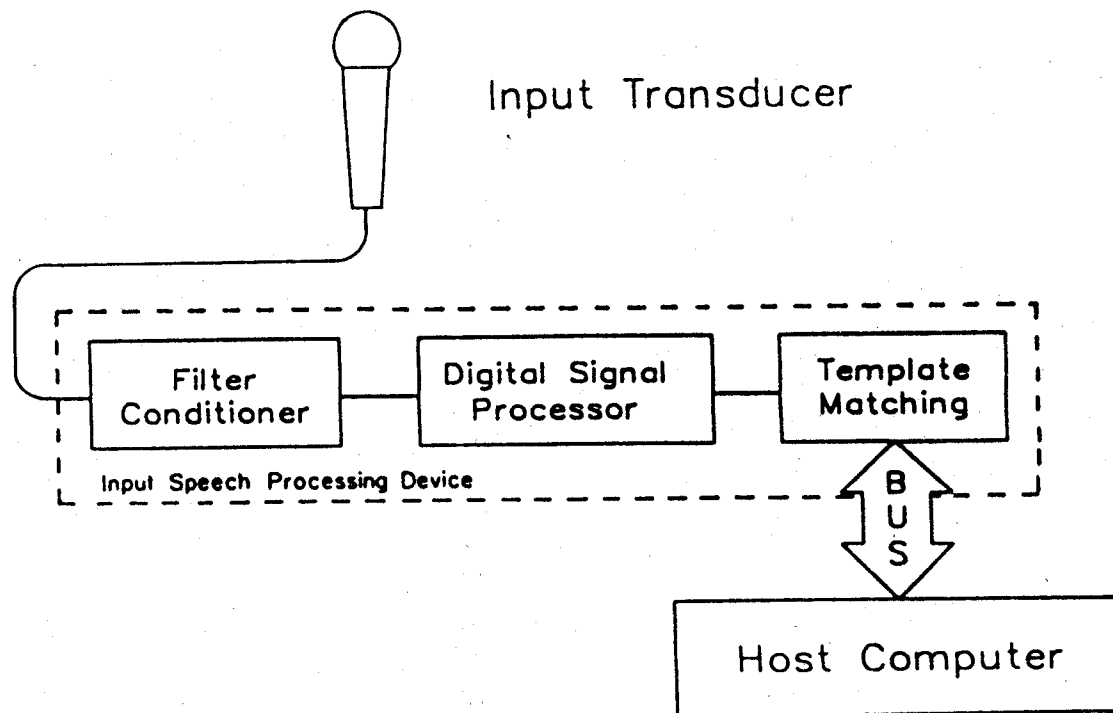 Input Transducer
Filter
Conditioner
Digital Signal
Processor
Template
Matching
Input Speech Processing Device
B
U
S
Host Computer